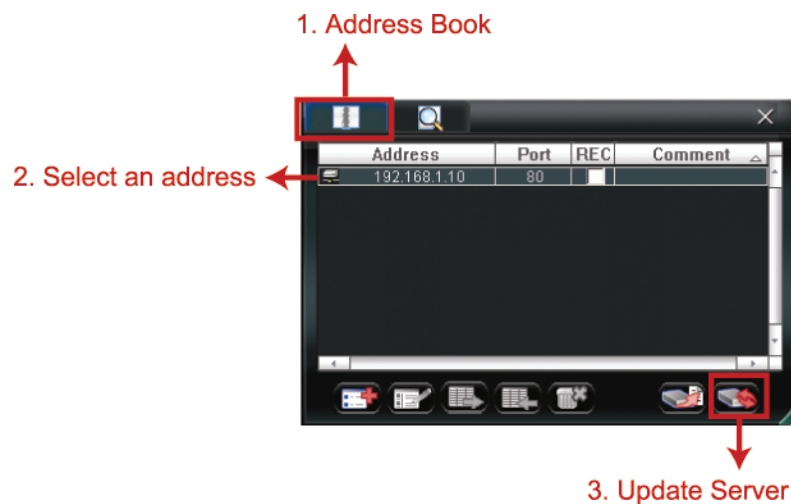 1. Address Book
Address Port REC Comment
2. Select an address
192.168.1.10 80
3. Update Server